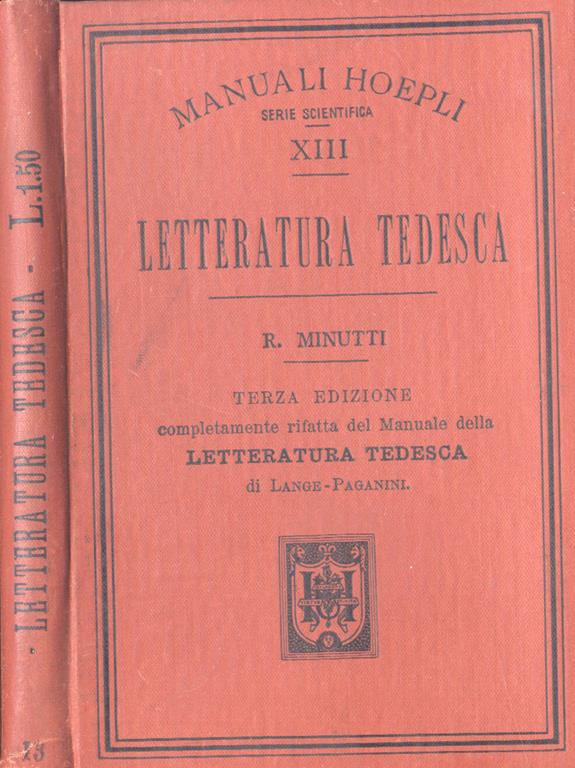 MANUALI HOEPLI
SERIE SCIENTIFICA
XIII
LETTERATURA TEDESCA
R. MINUTTI
TERZA EDIZIONE
completamente rifatta del Manuale della
LETTERATURA TEDESCA
di LANGE-PAGANINI.
· LETTERATURA TEDESCA - L.1.50